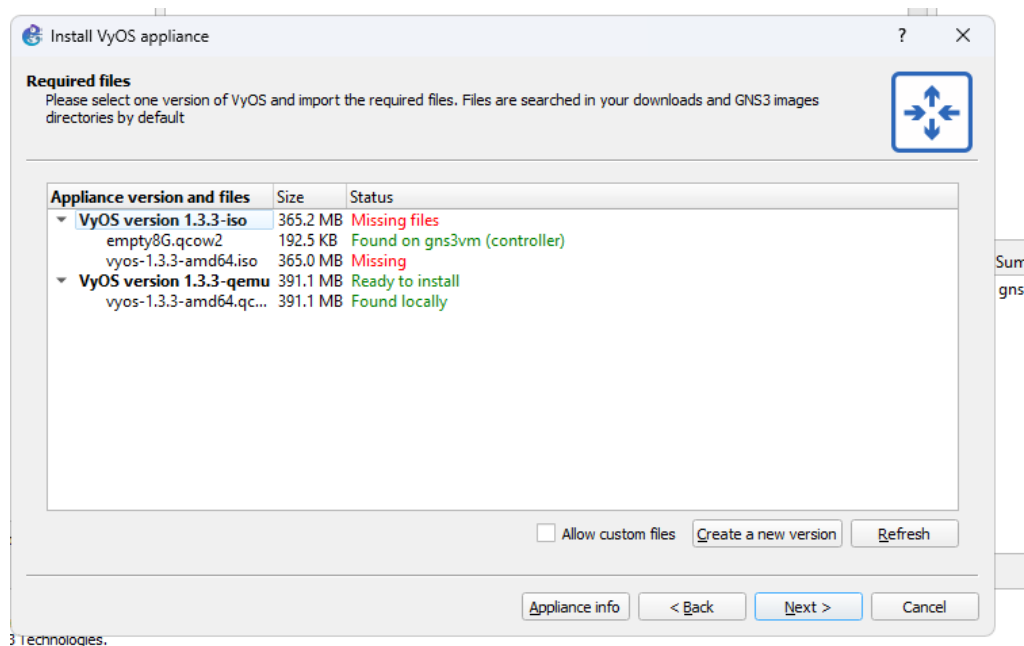 Install VyOS appliance
?
Required files
Please select one version of VyOS and import the required files. Files are searched in your downloads and GNS3 images
directories by default
Appliance version and files Size Status
VyOS version 1.3.3-iso 365.2 MB Missing files
empty8G.qcow2 192.5 KB Found on gns3vm (controller)
vyos-1.3.3-amd64.iso 365.0 MB Missing
VyOS version 1.3.3-qemu 391.1 MB Ready to install
vyos-1.3.3-amd64.qc... 391.1 MB Found locally
Sum
gns
Allow custom files Create a new version Refresh
Appliance info < Back Next > Cancel
3 Technologies.